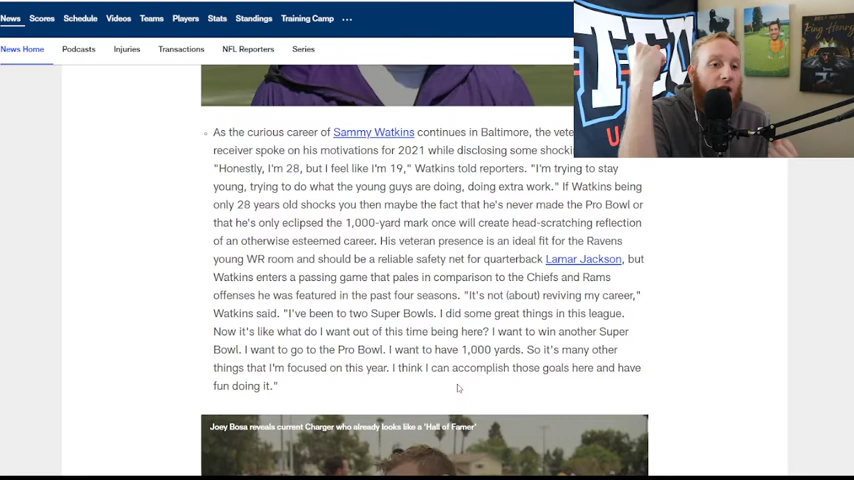 News Scores Schedule Videos Teams Players Stats Standings Training Camp ...
News Home Podcasts Injuries Transactions NFL Reporters Series
As the curious career of Sammy Watkins continues in Baltimore, the
receiver spoke on his motivations for 2021 while disclosing some
"Honestly, I'm 28, but I feel like I'm 19," Watkins told reporters. "I'm trying to stay
young, trying to do what the young guys are doing, doing extra work." If Watkins being
only 28 years old shocks you then maybe the fact that he's never made the Pro Bowl or
that he's only eclipsed the 1,000-yard mark once will create head-scratching reflection
of an otherwise esteemed career. His veteran presence is an ideal fit for the Ravens
young WR room and should be a reliable safety net for quarterback Lamar Jackson, but
Watkins enters a passing game that pales in comparison to the Chiefs and Rams
offenses he was featured in the past four seasons. "It's not (about) reviving my career,"
Watkins said. "I've been to two Super Bowls. I did some great things in this league.
Now it's like what do I want out of this time being here? I want to win another Super
Bowl. I want to go to the Pro Bowl. I want to have 1,000 yards. So it's many other
things that I'm focused on this year. I think I can accomplish those goals here and have
fun doing it."
Joey Bosa reveals current Charger who already looks like a 'Hall of Famer'
King Henry